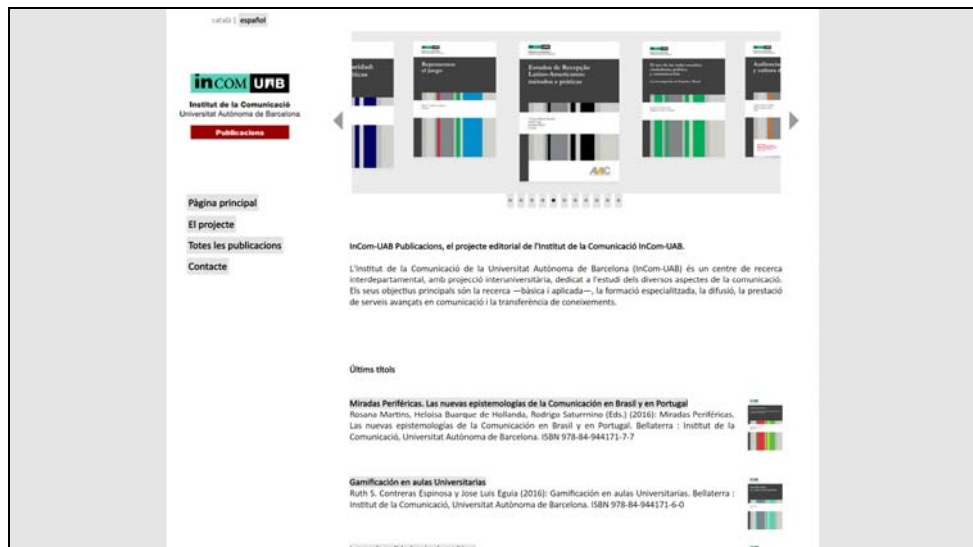 català | español
inCOM UAB
Institut de la Comunicació
Universitat Autònoma de Barcelona
Publicacions
Pàgina principal
El projecte
Totes les publicacions
Contacte
Representen
el juego
Estudos de Recepção
Latino-Americanos:
métodos e práticas
InCom-UAB Publicacions, el projecte editorial de l'Institut de la Comunicació InCom-UAB.
L'Institut de la Comunicació de la Universitat Autònoma de Barcelona (InCom-UAB) és un centre de recerca
interdepartamental, amb projecció interuniversitària, dedicat a l'estudi dels diversos aspectes de la comunicació.
Els seus objectius principals són la recerca —bàsica i aplicada—, la formació especialitzada, la difusió, la prestació
de serveis avançats en comunicació i la transferència de coneixements.
Últims títols
Miradas Periféricas. Las nuevas epistemologías de la Comunicación en Brasil y en Portugal
Rosana Martins, Heloisa Buarque de Hollanda, Rodrigo Saturrnino (Eds.) (2016): Miradas Periféricas.
Las nuevas epistemologías de la Comunicación en Brasil y en Portugal. Bellaterra : Institut de la
Comunicació, Universitat Autònoma de Barcelona. ISBN 978-84-944171-7-7
Gamificación en aulas Universitarias
Ruth S. Contreras Espinosa y Jose Luis Eguia (2016): Gamificación en aulas Universitarias. Bellaterra :
Institut de la Comunicació, Universitat Autònoma de Barcelona. ISBN 978-84-944171-6-0